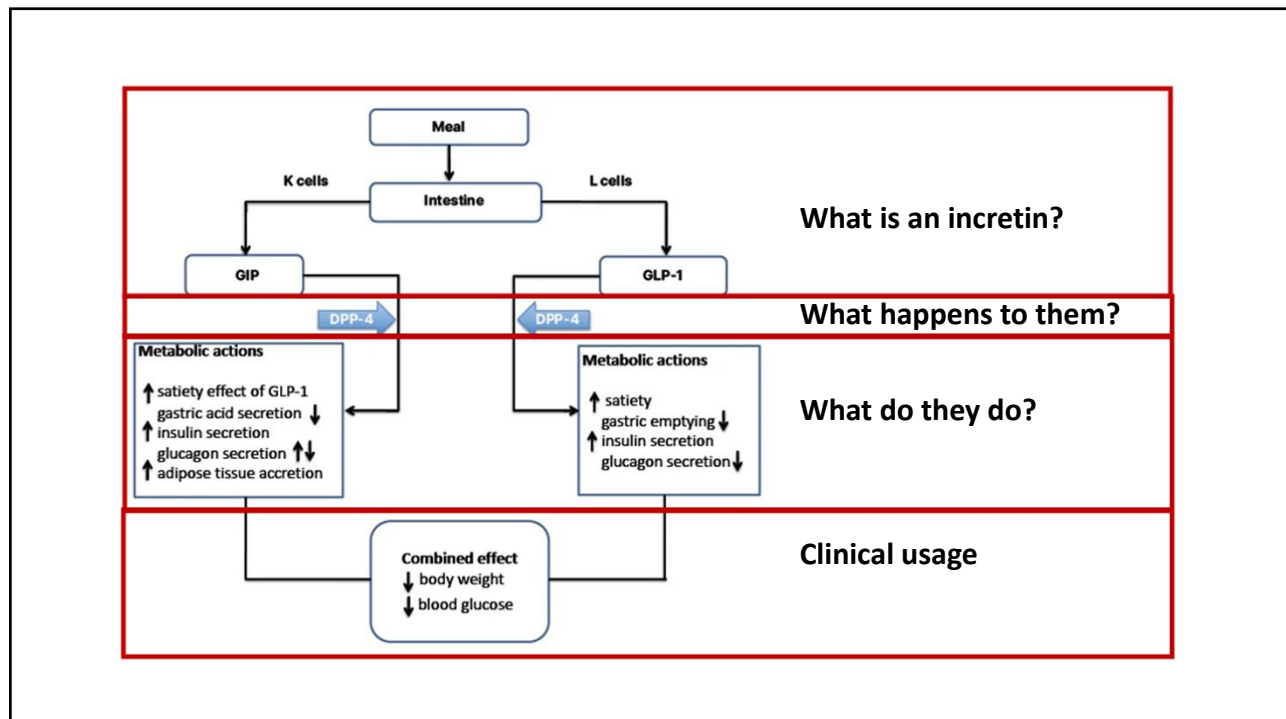 Meal
K cells
L cells
Intestine
What is an incretin?
GIP
GLP-1
DPP-4
DPP-4
What happens to them?
Metabolic actions
↑ satiety effect of GLP-1
gastric acid secretion ↓
↑ insulin secretion
glucagon secretion ↑↓
↑ adipose tissue accretion
Metabolic actions
↑ satiety
gastric emptying ↓
↑ insulin secretion
glucagon secretion ↓
What do they do?
Combined effect
↓ body weight
↓ blood glucose
Clinical usage